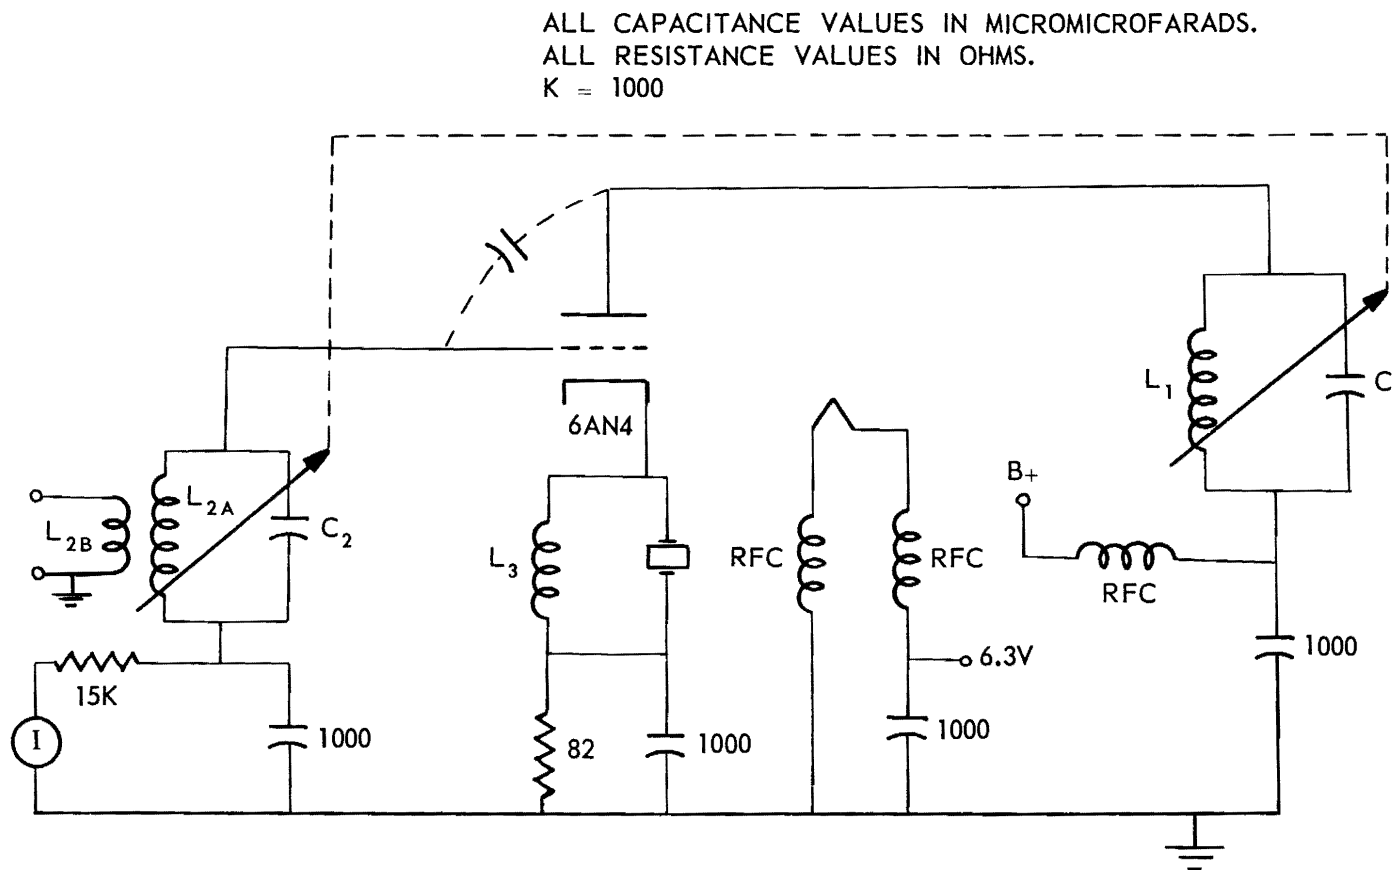 ALL CAPACITANCE VALUES IN MICROMICROFARADS.
ALL RESISTANCE VALUES IN OHMS.
K = 1000
L1
C
6AN4
B+
L2A
L2B
C2
L3
RFC
RFC
RFC
6.3V
1000
15K
I
1000
82
1000
1000